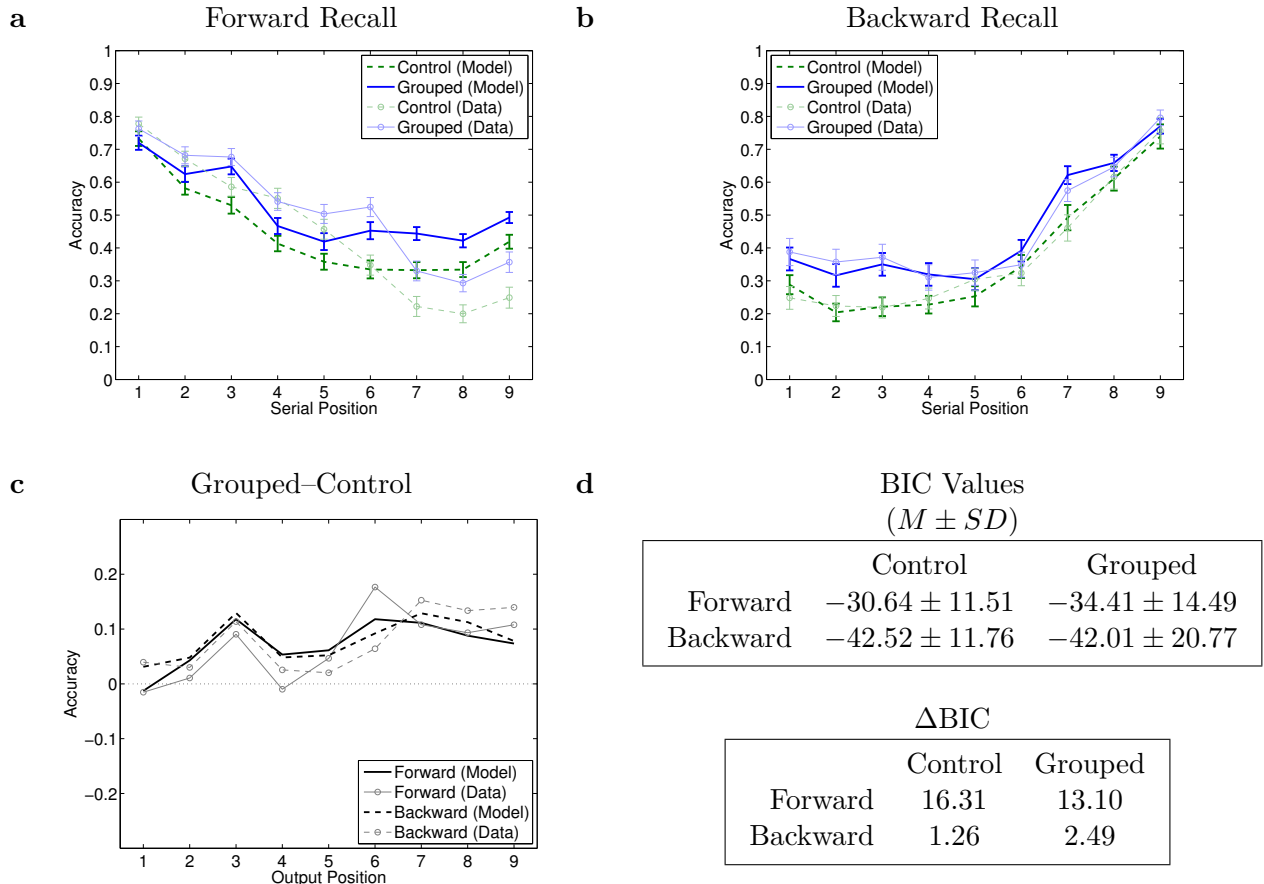 a
Forward Recall
1
0.9
0.8
0.7
0.6
0.5
0.4
0.3
0.2
0.1
0
Accuracy
Control (Model)
Grouped (Model)
Control (Data)
Grouped (Data)
1 2 3 4 5 6 7 8 9
Serial Position
b
Backward Recall
1
0.9
0.8
0.7
0.6
0.5
0.4
0.3
0.2
0.1
0
Accuracy
Control (Model)
Grouped (Model)
Control (Data)
Grouped (Data)
1 2 3 4 5 6 7 8 9
Serial Position
c
Grouped–Control
0.2
0.1
0
−0.1
−0.2
Accuracy
Forward (Model)
Forward (Data)
Backward (Model)
Backward (Data)
1 2 3 4 5 6 7 8 9
Output Position
d
BIC Values
(M ± SD)
Control Grouped
Forward −30.64 ± 11.51 −34.41 ± 14.49
Backward −42.52 ± 11.76 −42.01 ± 20.77
ΔBIC
Control Grouped
Forward 16.31 13.10
Backward 1.26 2.49